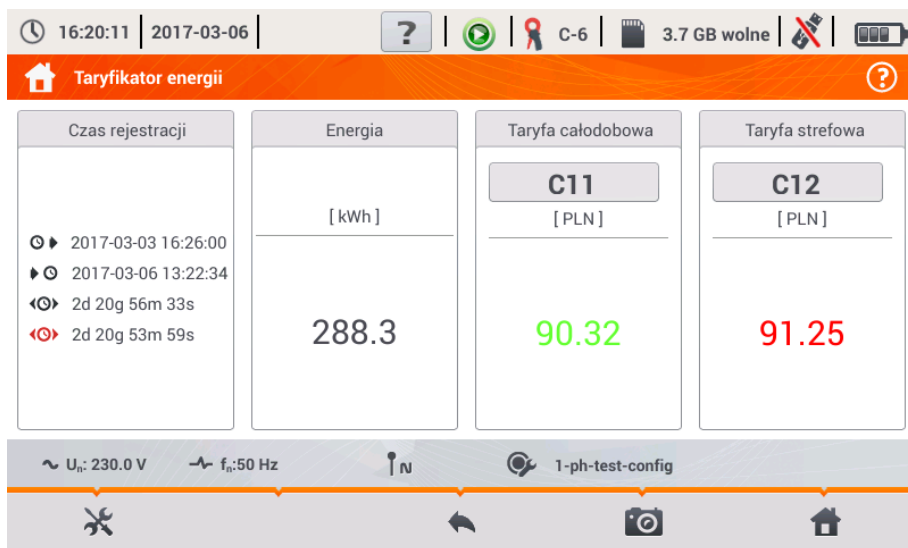 16:20:11 2017-03-06 ? C-6 3.7 GB wolne
Taryfikator energii ?
Czas rejestracji
2017-03-03 16:26:00
2017-03-06 13:22:34
2d 20g 56m 33s
2d 20g 53m 59s
Energia
[ kWh ]
288.3
Taryfa całodobowa
C11
[ PLN ]
90.32
Taryfa strefowa
C12
[ PLN ]
91.25
Uₙ: 230.0 V fₙ:50 Hz N 1-ph-test-config